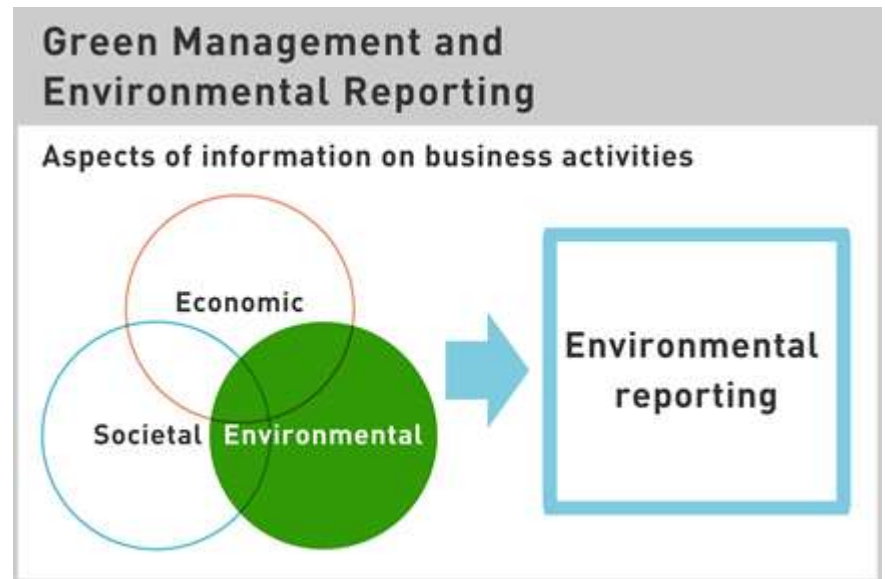 Green Management and
Environmental Reporting
Aspects of information on business activities
Economic
Societal
Environmental
Environmental
reporting